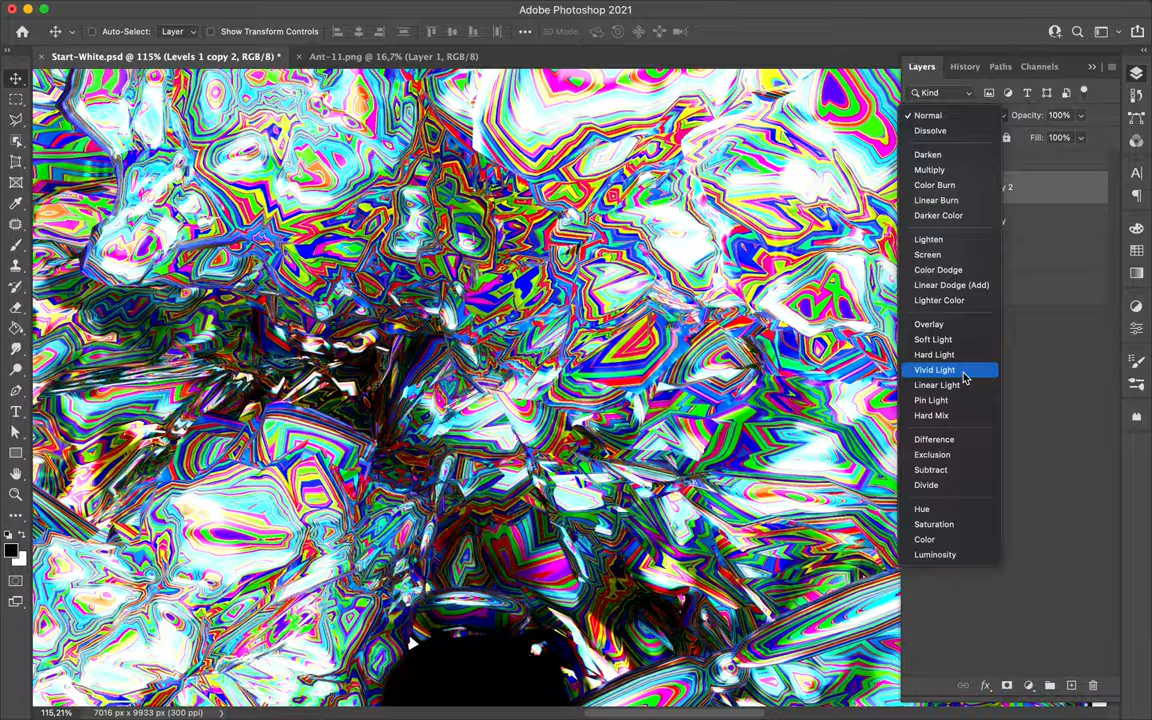 Adobe Photoshop 2021
Auto-Select: Layer Show Transform Controls 3D Mode:
Start-White.psd @ 115% (Levels 1 copy 2, RGB/8) *
Ant-11.png @ 16,7% (Layer 1, RGB/8)
Layers History Paths Channels
Kind
Normal
Opacity: 100%
Dissolve
Fill: 100%
Darken
Multiply
Color Burn
y 2
Linear Burn
Darker Color
y
Lighten
Screen
Color Dodge
Linear Dodge (Add)
Lighter Color
Overlay
Soft Light
Hard Light
Vivid Light
Linear Light
Pin Light
Hard Mix
Difference
Exclusion
Subtract
Divide
Hue
Saturation
Color
Luminosity
fx
115,21% 7016 px x 9933 px (300 ppi)